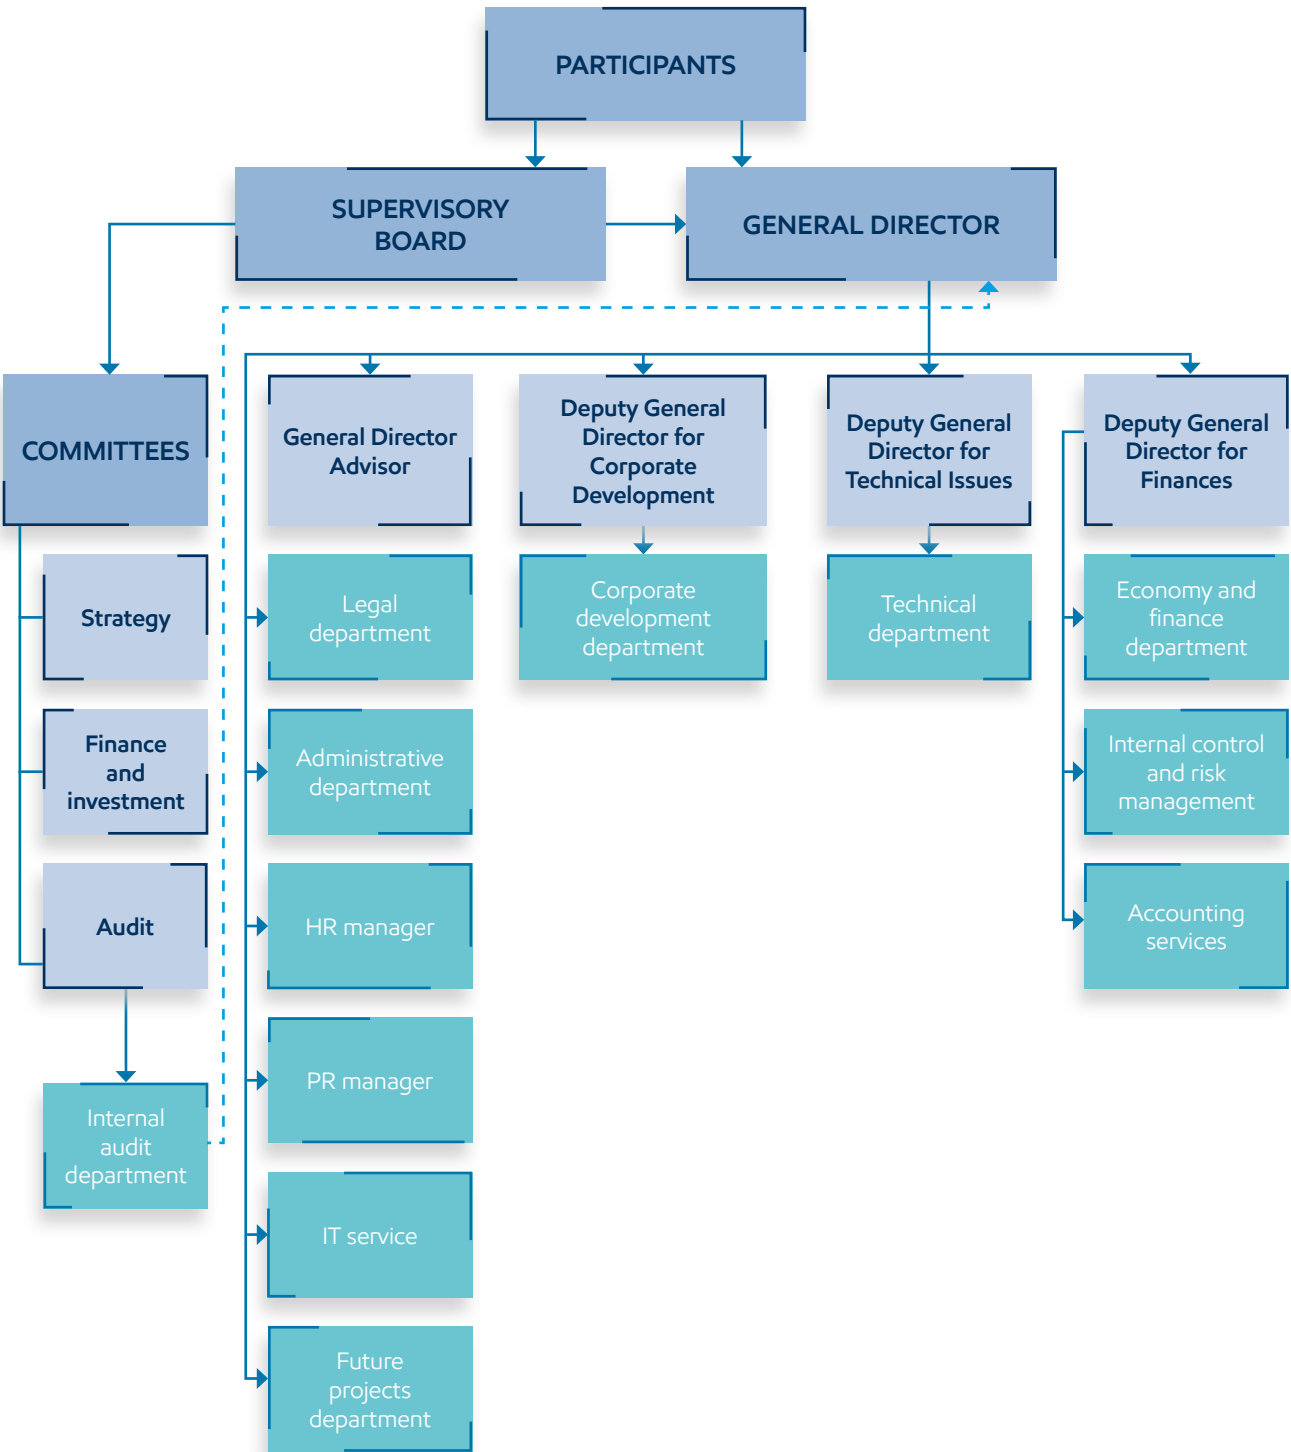 PARTICIPANTS
SUPERVISORY
BOARD
GENERAL DIRECTOR
COMMITTEES
General Director
Advisor
Deputy General
Director for
Corporate
Development
Deputy General
Director for
Technical Issues
Deputy General
Director for
Finances
Strategy
Legal
department
Corporate
development
department
Technical
department
Economy and
finance
department
Finance
and
investment
Administrative
department
Internal control
and risk
management
Audit
HR manager
Accounting
services
Internal
audit
department
PR manager
IT service
Future
projects
department